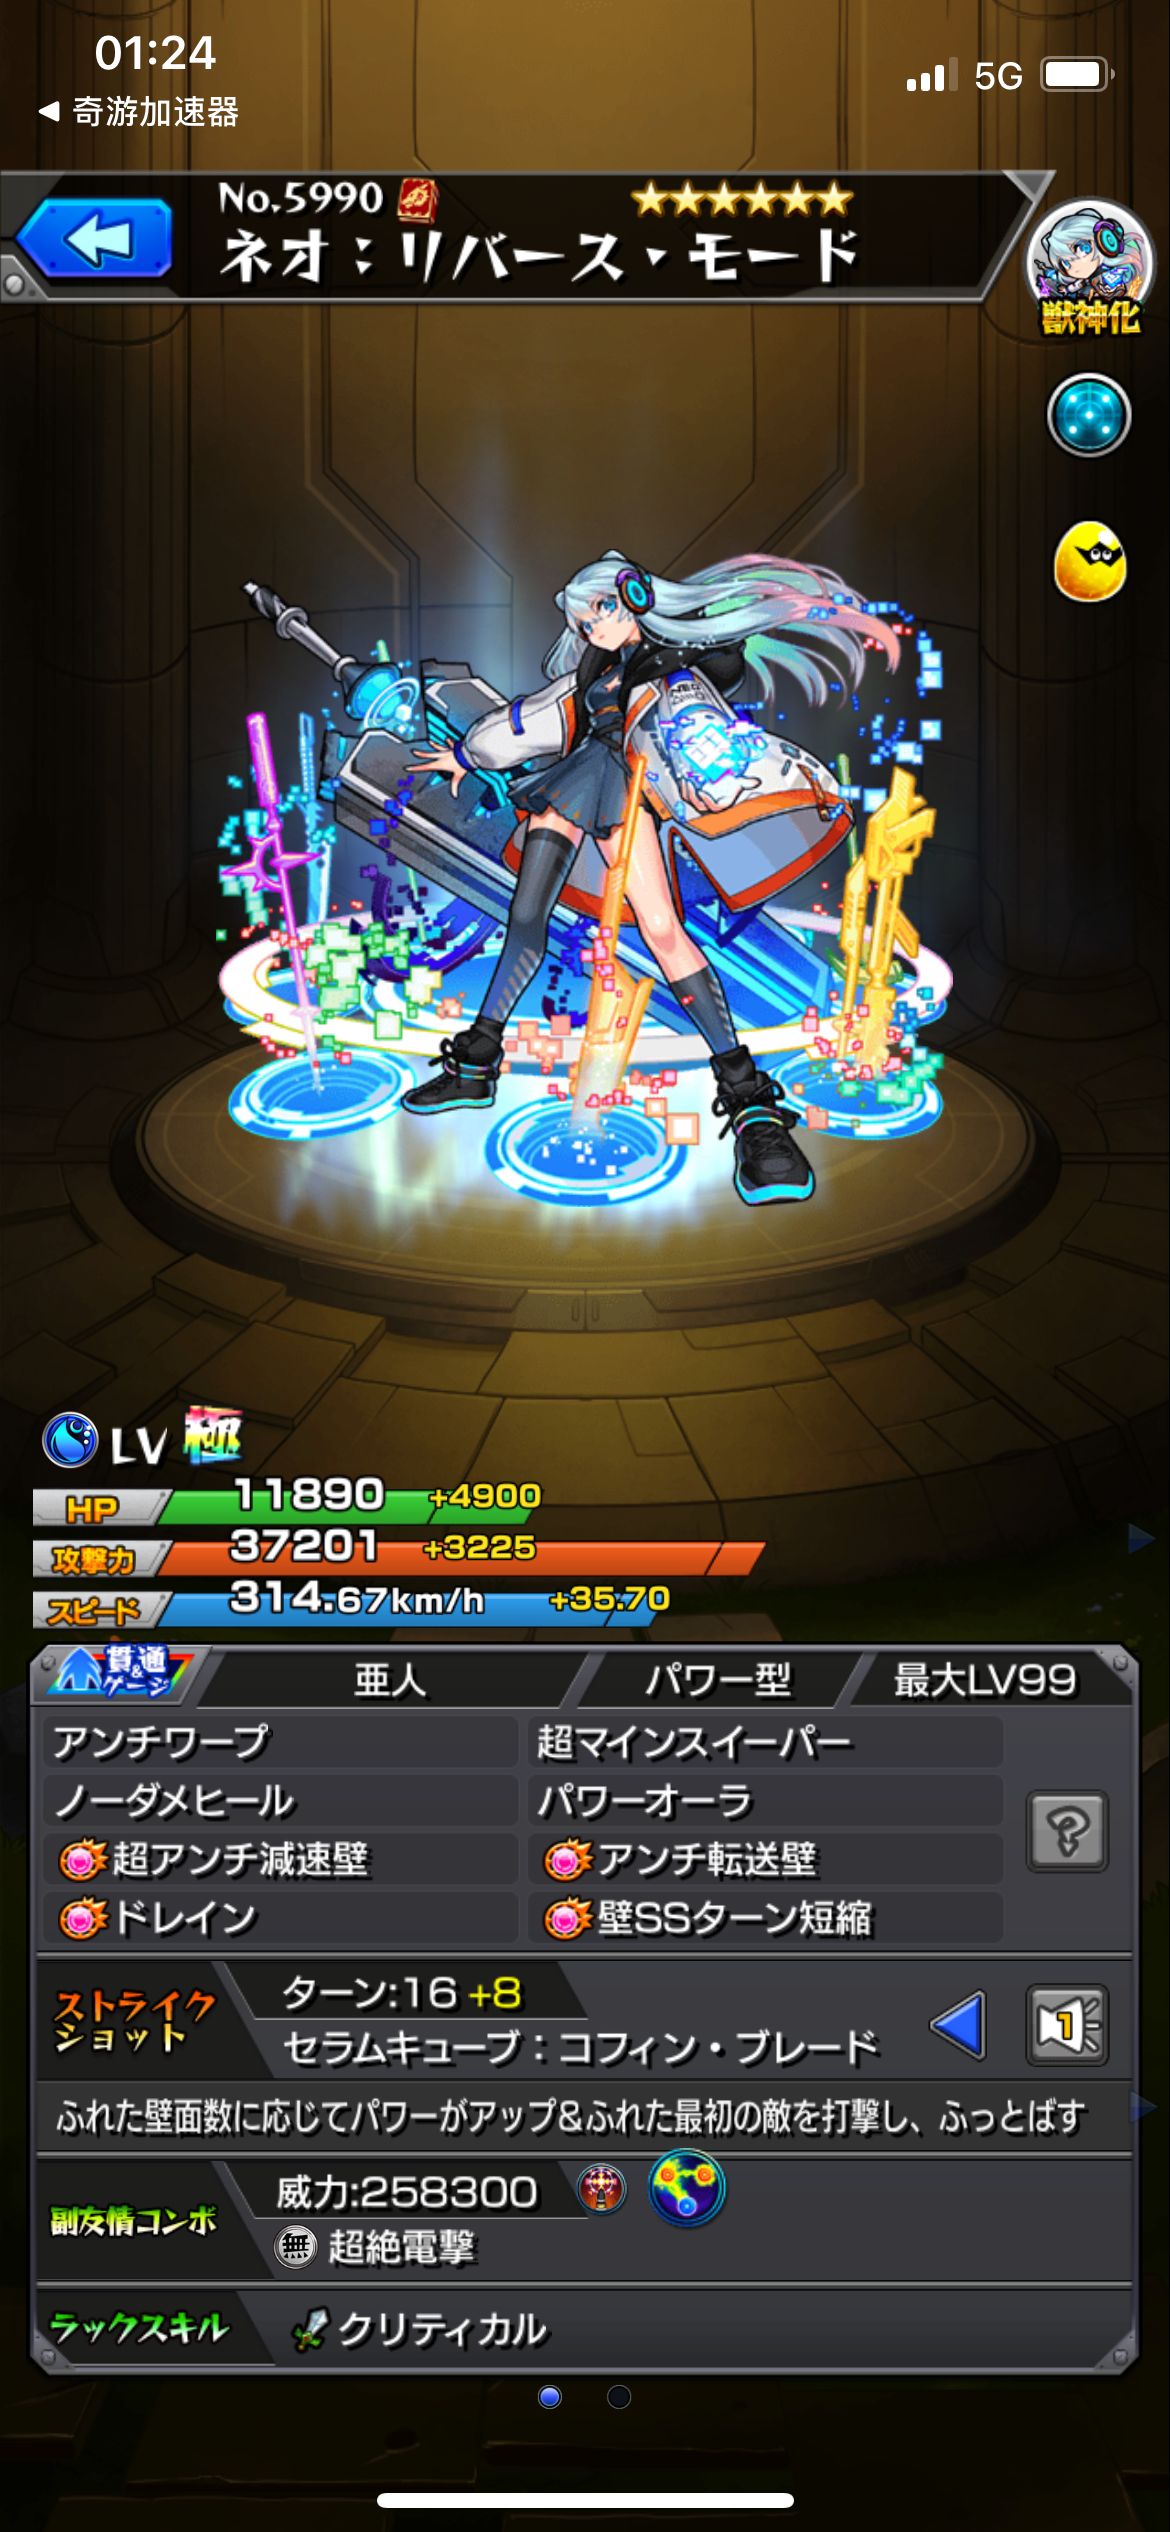 01:24
5G
◀ 奇游加速器
No.5990
★★★★★★
ネオ：リバース・モード
獣神化
LV 極
HP 11890 +4900
攻撃力 37201 +3225
スピード 314.67km/h +35.70
貫通&ゲージ 亜人 パワー型 最大LV99
アンチワープ 超マインスイーパー
ノーダメヒール パワーオーラ
超アンチ減速壁 アンチ転送壁
ドレイン 壁SSターン短縮
?
ストライクショット
ターン:16 +8
セラムキューブ：コフィン・ブレード
1
ふれた壁面数に応じてパワーがアップ&ふれた最初の敵を打撃し、ふっとばす
副友情コンボ
威力:258300
無 超絶電撃
ラックスキル クリティカル